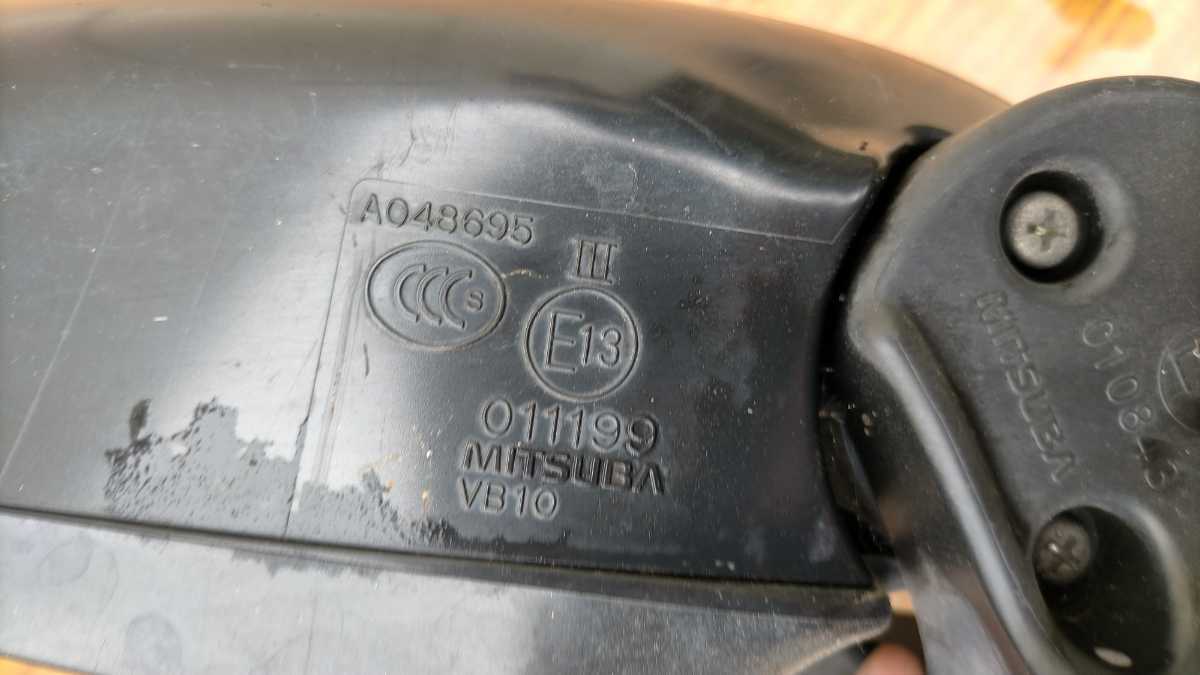 A048695
III
CCC S
E13
011199
MITSUBA
VB10
MITSUBA
010843